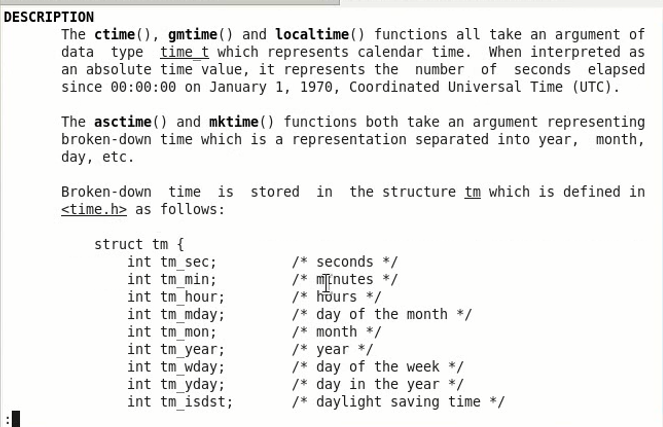 DESCRIPTION
The ctime(), gmtime() and localtime() functions all take an argument of
data type time_t which represents calendar time. When interpreted as
an absolute time value, it represents the number of seconds elapsed
since 00:00:00 on January 1, 1970, Coordinated Universal Time (UTC).
The asctime() and mktime() functions both take an argument representing
broken-down time which is a representation separated into year, month,
day, etc.
Broken-down time is stored in the structure tm which is defined in
<time.h> as follows:
struct tm {
int tm_sec; /* seconds */
int tm_min; /* minutes */
int tm_hour; /* hours */
int tm_mday; /* day of the month */
int tm_mon; /* month */
int tm_year; /* year */
int tm_wday; /* day of the week */
int tm_yday; /* day in the year */
int tm_isdst; /* daylight saving time */
: